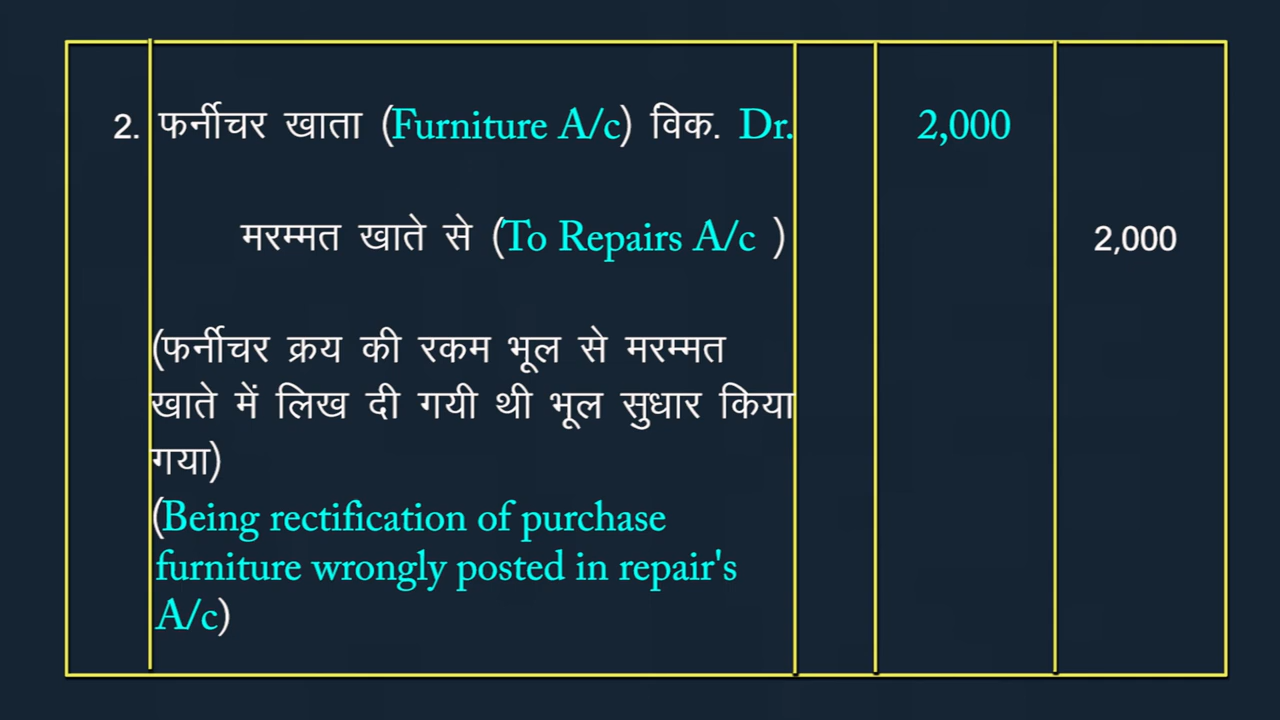 2. फर्नीचर खाता (Furniture A/c) विक. Dr. 2,000
मरम्मत खाते से (To Repairs A/c ) 2,000
(फर्नीचर क्रय की रकम भूल से मरम्मत
खाते में लिख दी गयी थी भूल सुधार किया
गया)
(Being rectification of purchase
furniture wrongly posted in repair's
A/c)